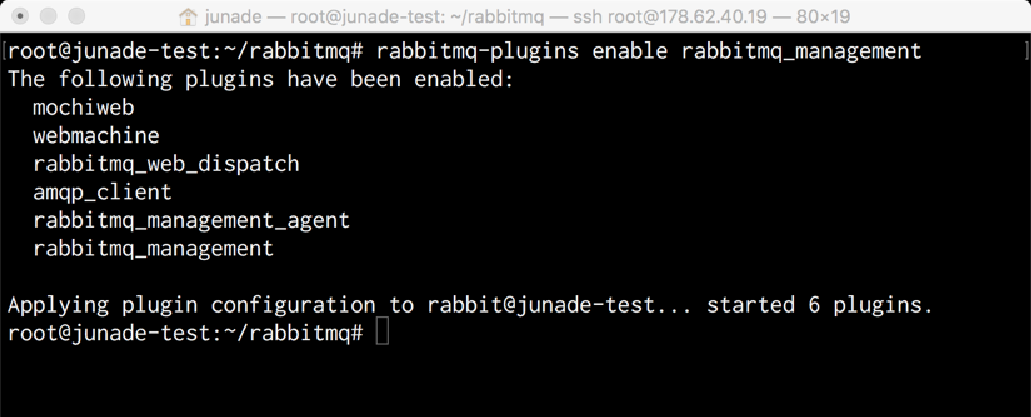 junade — root@junade-test: ~/rabbitmq — ssh root@178.62.40.19 — 80×19
[root@junade-test:~/rabbitmq# rabbitmq-plugins enable rabbitmq_management ]
The following plugins have been enabled:
mochiweb
webmachine
rabbitmq_web_dispatch
amqp_client
rabbitmq_management_agent
rabbitmq_management
Applying plugin configuration to rabbit@junade-test... started 6 plugins.
root@junade-test:~/rabbitmq#